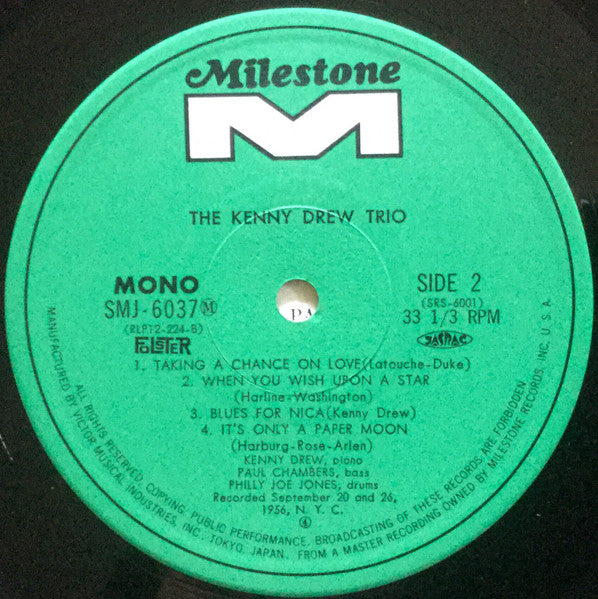 Milestone
M
THE KENNY DREW TRIO
MONO
SMJ-6037 Ⓜ
(RLP12-224-B)
POLSTER
SIDE 2
(SRS-6001)
33 1/3 RPM
JASRAC
1. TAKING A CHANCE ON LOVE(Latouche-Duke)
2. WHEN YOU WISH UPON A STAR
(Harline-Washington)
3. BLUES FOR NICA(Kenny Drew)
4. IT'S ONLY A PAPER MOON
(Harburg-Rose-Arlen)
KENNY DREW, piano
PAUL CHAMBERS, bass
PHILLY JOE JONES, drums
Recorded September 20 and 26,
1956, N. Y. C.
④
MANUFACTURED BY VICTOR MUSICAL INDUSTRIES, INC. TOKYO, JAPAN. FROM A MASTER RECORDING OWNED BY MILESTONE RECORDS, INC. U. S. A.
ALL RIGHTS RESERVED. COPYING, PUBLIC PERFORMANCE, BROADCASTING OF THESE RECORDS ARE FORBIDDEN